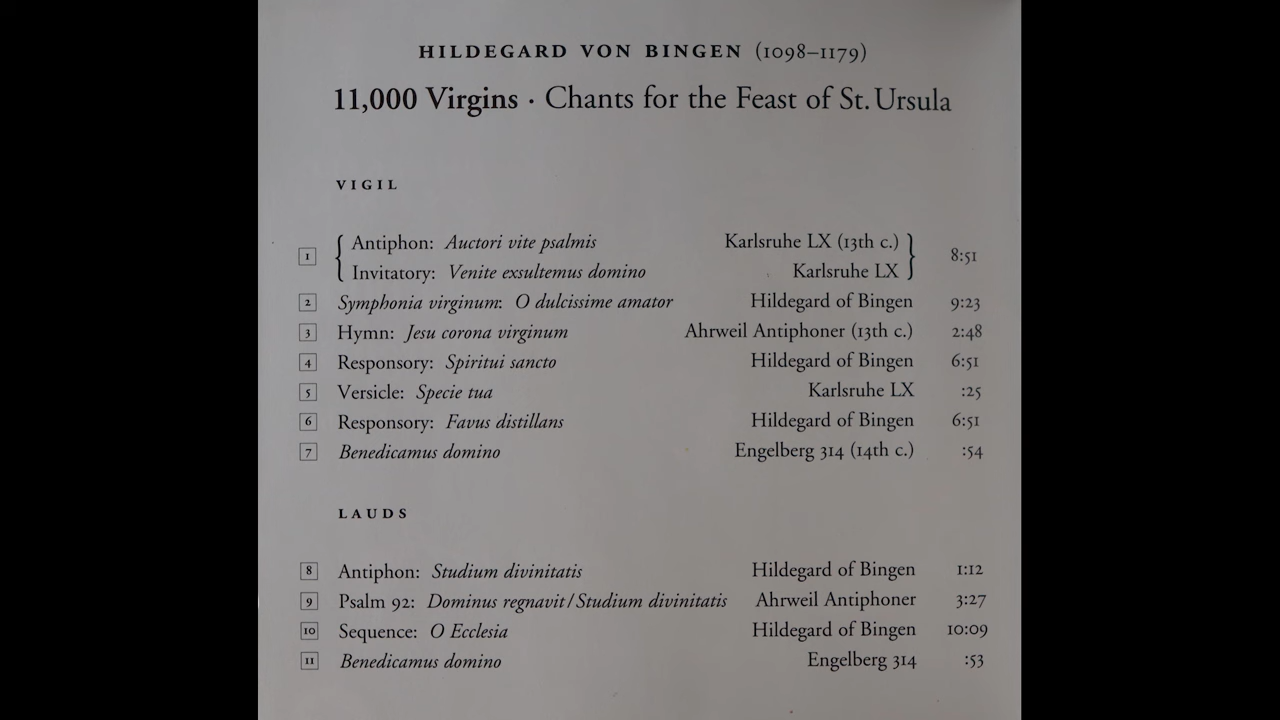 HILDEGARD VON BINGEN (1098–1179)
11,000 Virgins · Chants for the Feast of St. Ursula
VIGIL
1 { Antiphon: Auctori vite psalmis Karlsruhe LX (13th c.) } 8:51
Invitatory: Venite exsultemus domino Karlsruhe LX
2 Symphonia virginum: O dulcissime amator Hildegard of Bingen 9:23
3 Hymn: Jesu corona virginum Ahrweil Antiphoner (13th c.) 2:48
4 Responsory: Spiritui sancto Hildegard of Bingen 6:51
5 Versicle: Specie tua Karlsruhe LX :25
6 Responsory: Favus distillans Hildegard of Bingen 6:51
7 Benedicamus domino Engelberg 314 (14th c.) :54
LAUDS
8 Antiphon: Studium divinitatis Hildegard of Bingen 1:12
9 Psalm 92: Dominus regnavit/Studium divinitatis Ahrweil Antiphoner 3:27
10 Sequence: O Ecclesia Hildegard of Bingen 10:09
11 Benedicamus domino Engelberg 314 :53